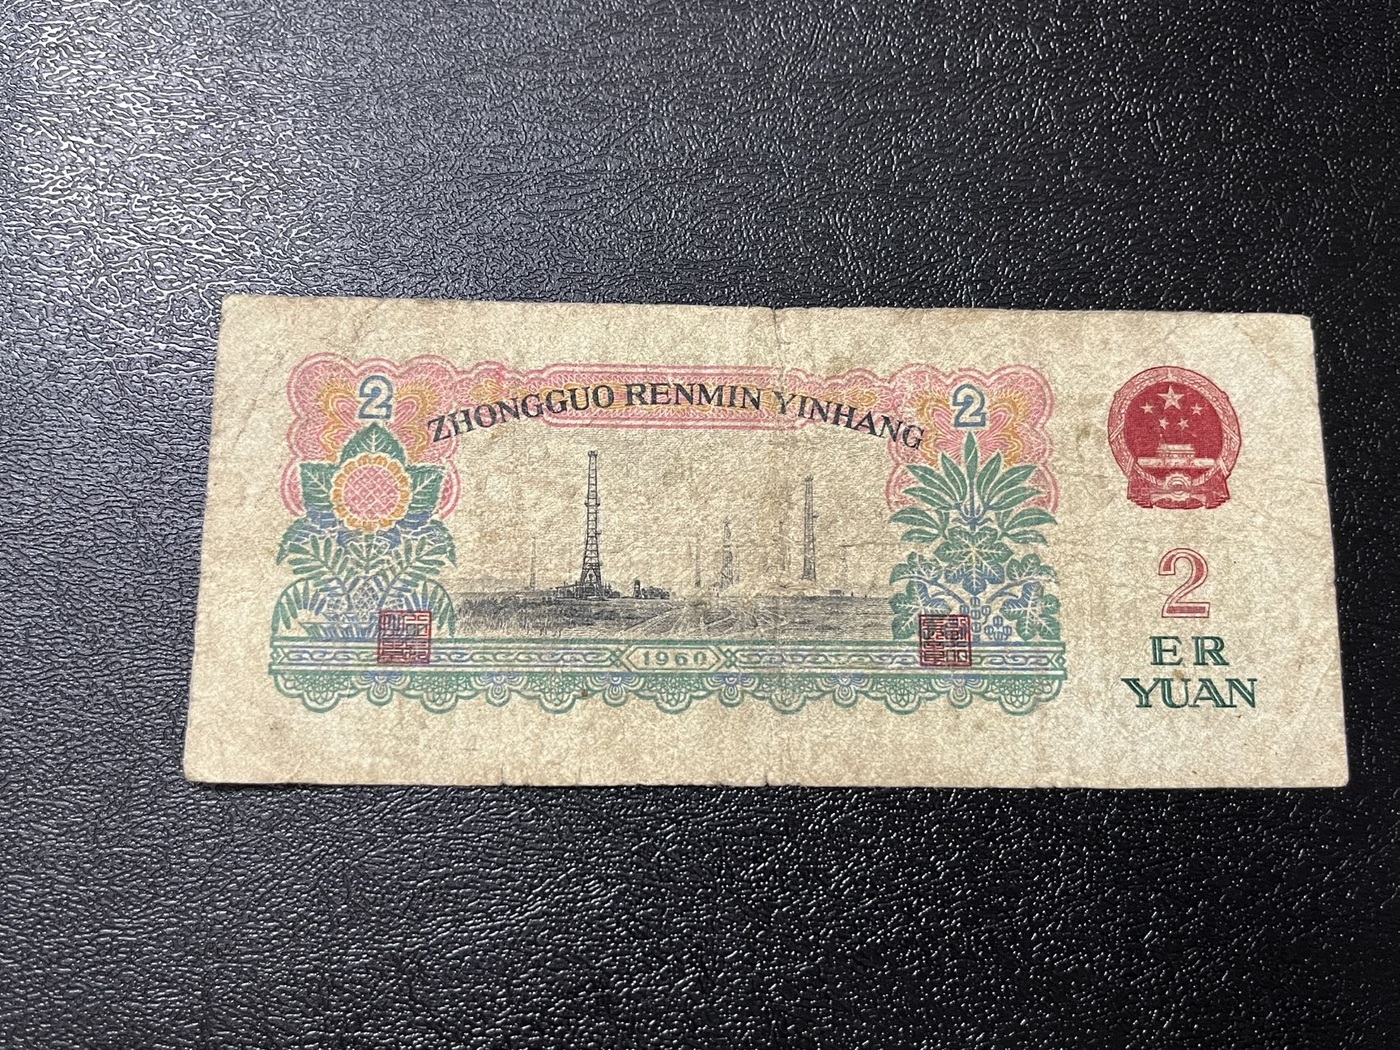 2
2
ZHONGGUO RENMIN YINHANG
1960
2
ER
YUAN